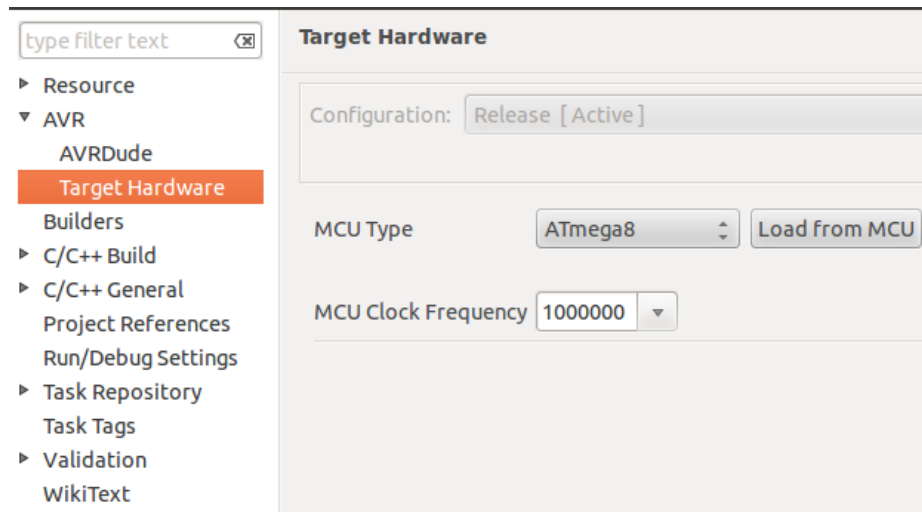 type filter text
Resource
AVR
AVRDude
Target Hardware
Builders
C/C++ Build
C/C++ General
Project References
Run/Debug Settings
Task Repository
Task Tags
Validation
WikiText
Target Hardware
Configuration: Release [Active]
MCU Type ATmega8 Load from MCU
MCU Clock Frequency 1000000